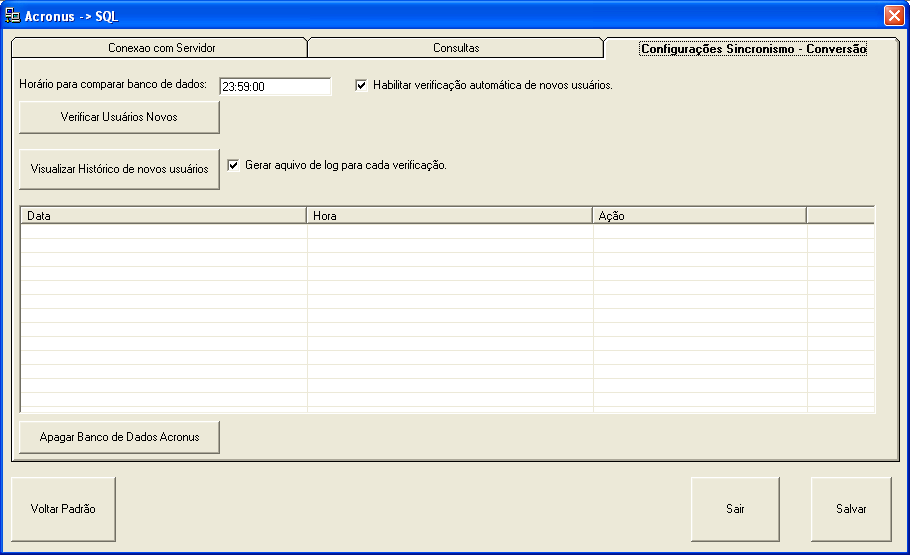 Acronus -> SQL
Conexao com Servidor
Consultas
Configurações Sincronismo - Conversão
Horário para comparar banco de dados:
23:59:00
Habilitar verificação automática de novos usuários.
Verificar Usuários Novos
Visualizar Histórico de novos usuários
Gerar aquivo de log para cada verificação.
Data
Hora
Ação
Apagar Banco de Dados Acronus
Voltar Padrão
Sair
Salvar